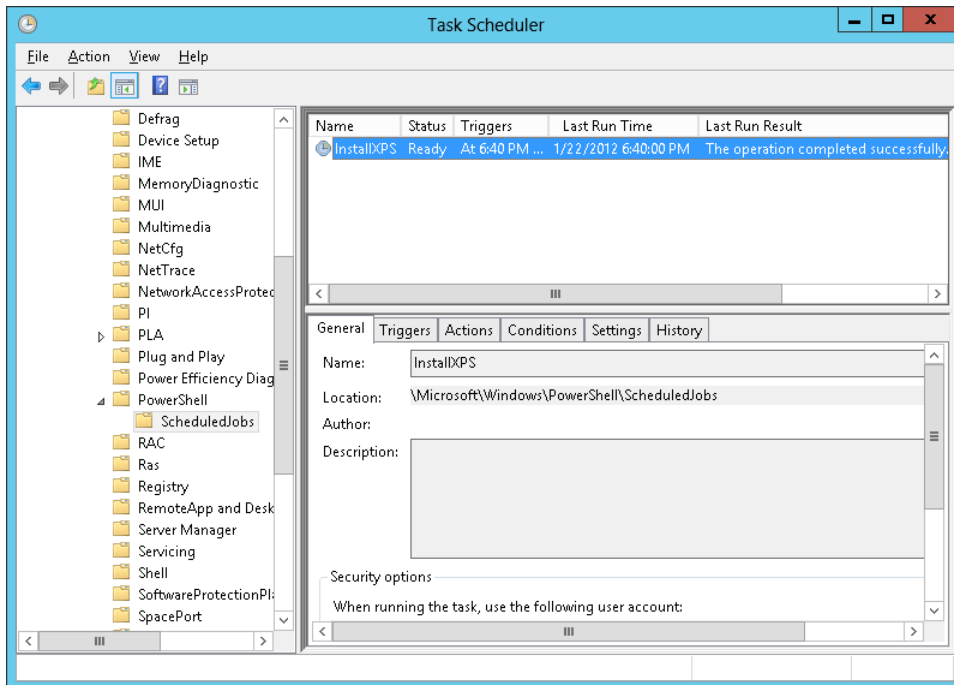 Task Scheduler
File Action View Help
Defrag
Device Setup
IME
MemoryDiagnostic
MUI
Multimedia
NetCfg
NetTrace
NetworkAccessProtec
PI
PLA
Plug and Play
Power Efficiency Diag
PowerShell
ScheduledJobs
RAC
Ras
Registry
RemoteApp and Desk
Server Manager
Servicing
Shell
SoftwareProtectionPl
SpacePort
Name Status Triggers Last Run Time Last Run Result
InstallXPS Ready At 6:40 PM ... 1/22/2012 6:40:00 PM The operation completed successfully.
General Triggers Actions Conditions Settings History
Name: InstallXPS
Location: \Microsoft\Windows\PowerShell\ScheduledJobs
Author:
Description:
Security options
When running the task, use the following user account: